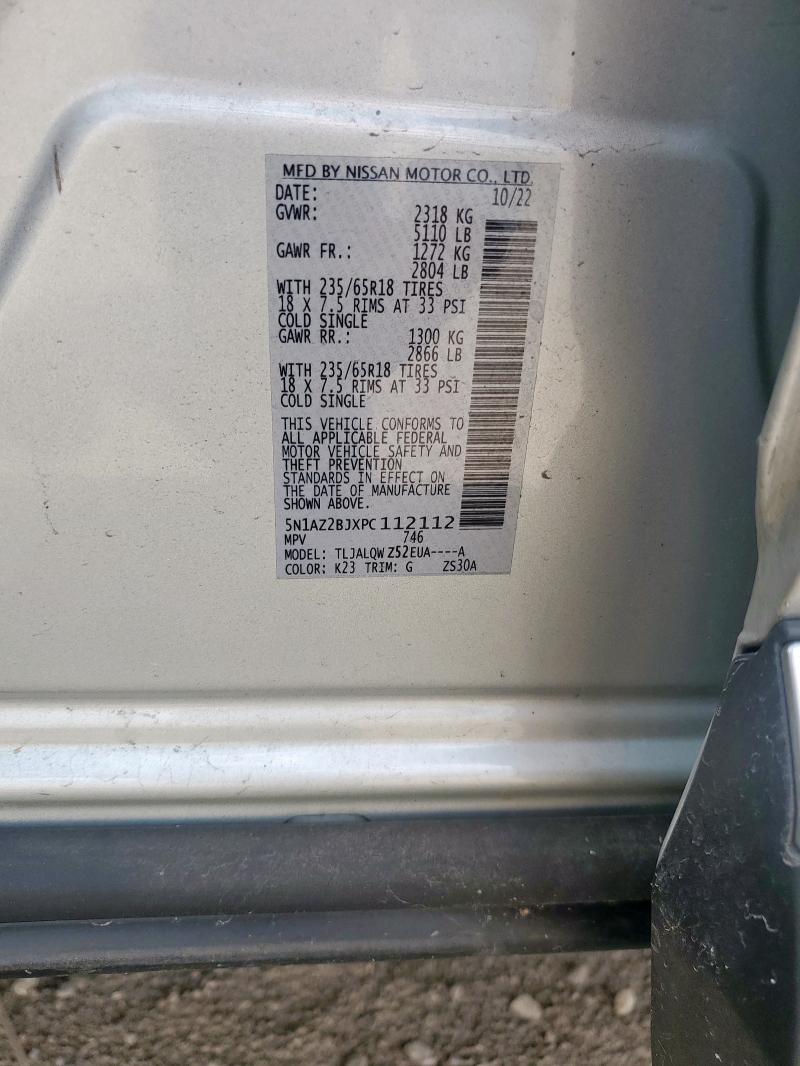 MFD BY NISSAN MOTOR CO., LTD.
DATE: 10/22
GVWR: 2318 KG
5110 LB
GAWR FR.: 1272 KG
2804 LB
WITH 235/65R18 TIRES
18 X 7.5 RIMS AT 33 PSI
COLD SINGLE
GAWR RR.: 1300 KG
2866 LB
WITH 235/65R18 TIRES
18 X 7.5 RIMS AT 33 PSI
COLD SINGLE
THIS VEHICLE CONFORMS TO
ALL APPLICABLE FEDERAL
MOTOR VEHICLE SAFETY AND
THEFT PREVENTION
STANDARDS IN EFFECT ON
THE DATE OF MANUFACTURE
SHOWN ABOVE.
5N1AZ2BJXPC112112
MPV 746
MODEL: TLJALQWZ52EUA----A
COLOR: K23 TRIM: G ZS30A